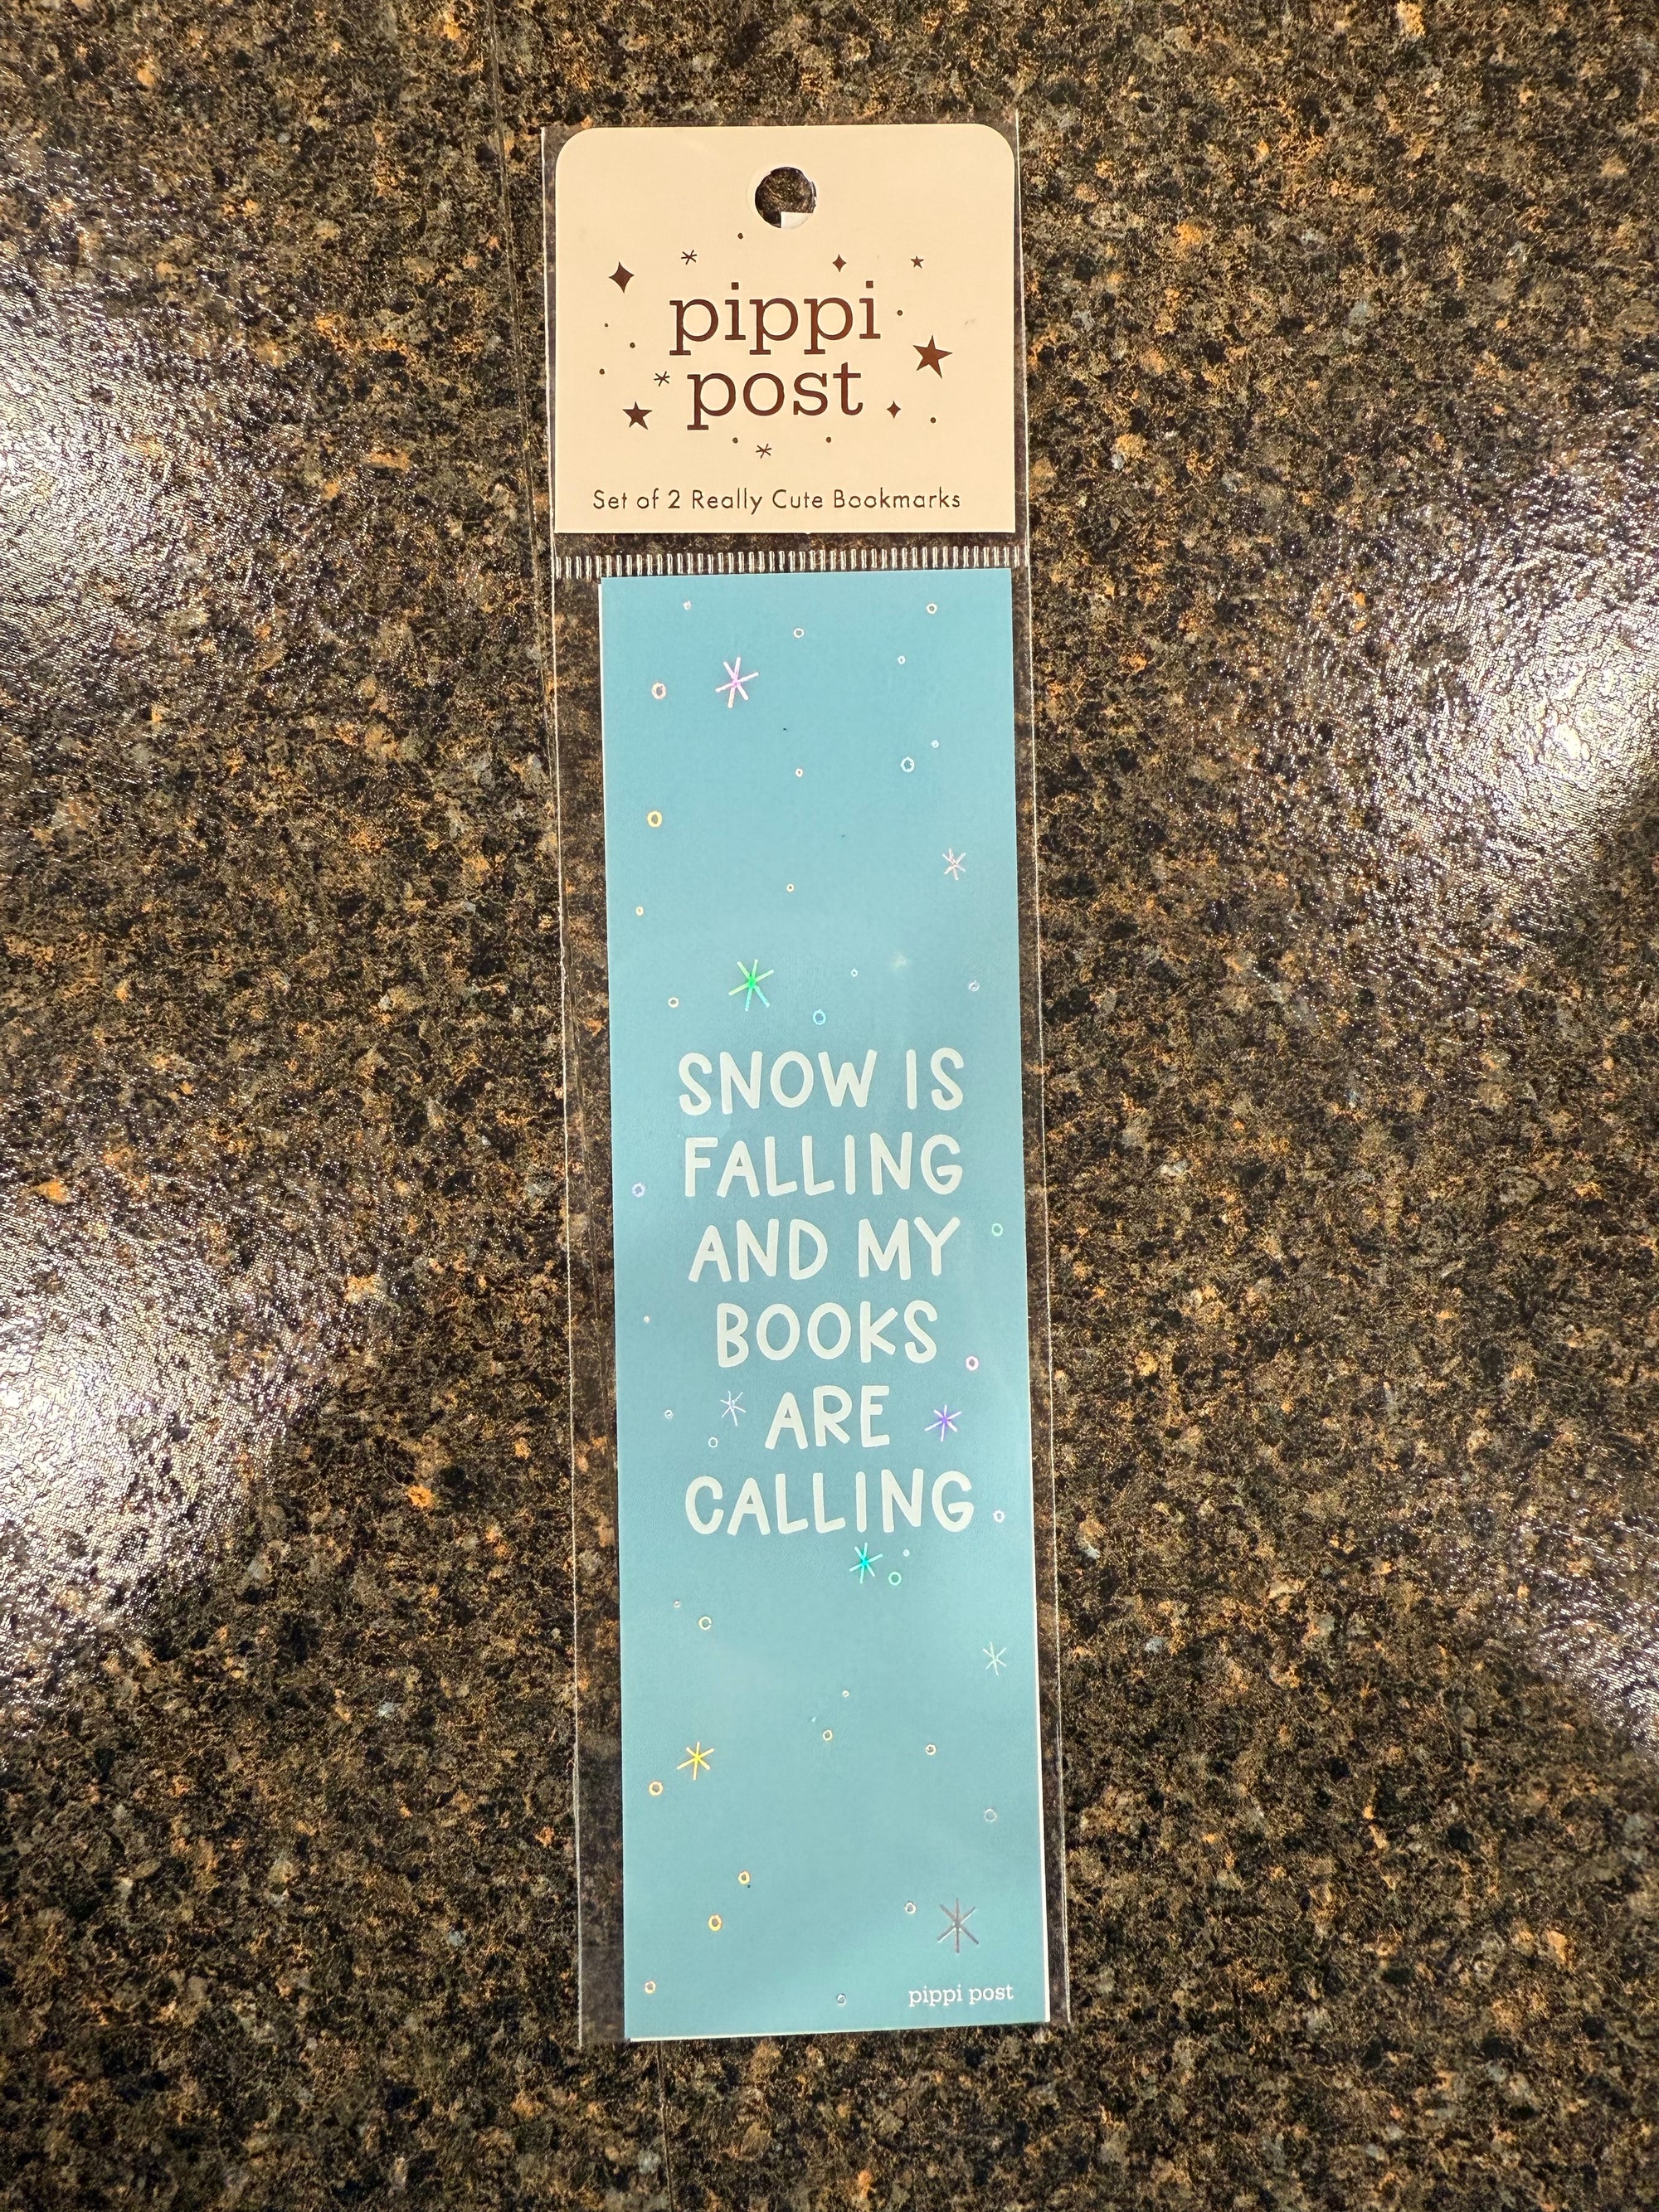 pippi
post
Set of 2 Really Cute Bookmarks
SNOW IS
FALLING
AND MY
BOOKS
ARE
CALLING
pippi post